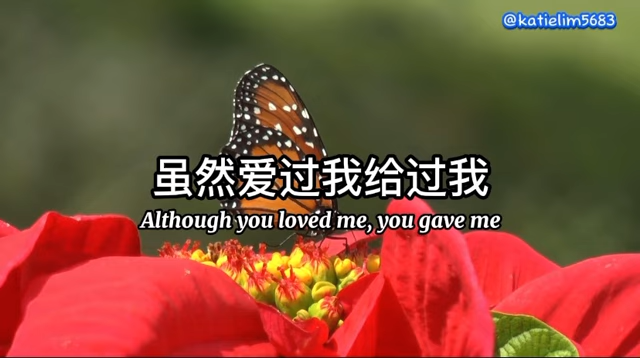 @katielim5683
虽然爱过我给过我
Although you loved me, you gave me